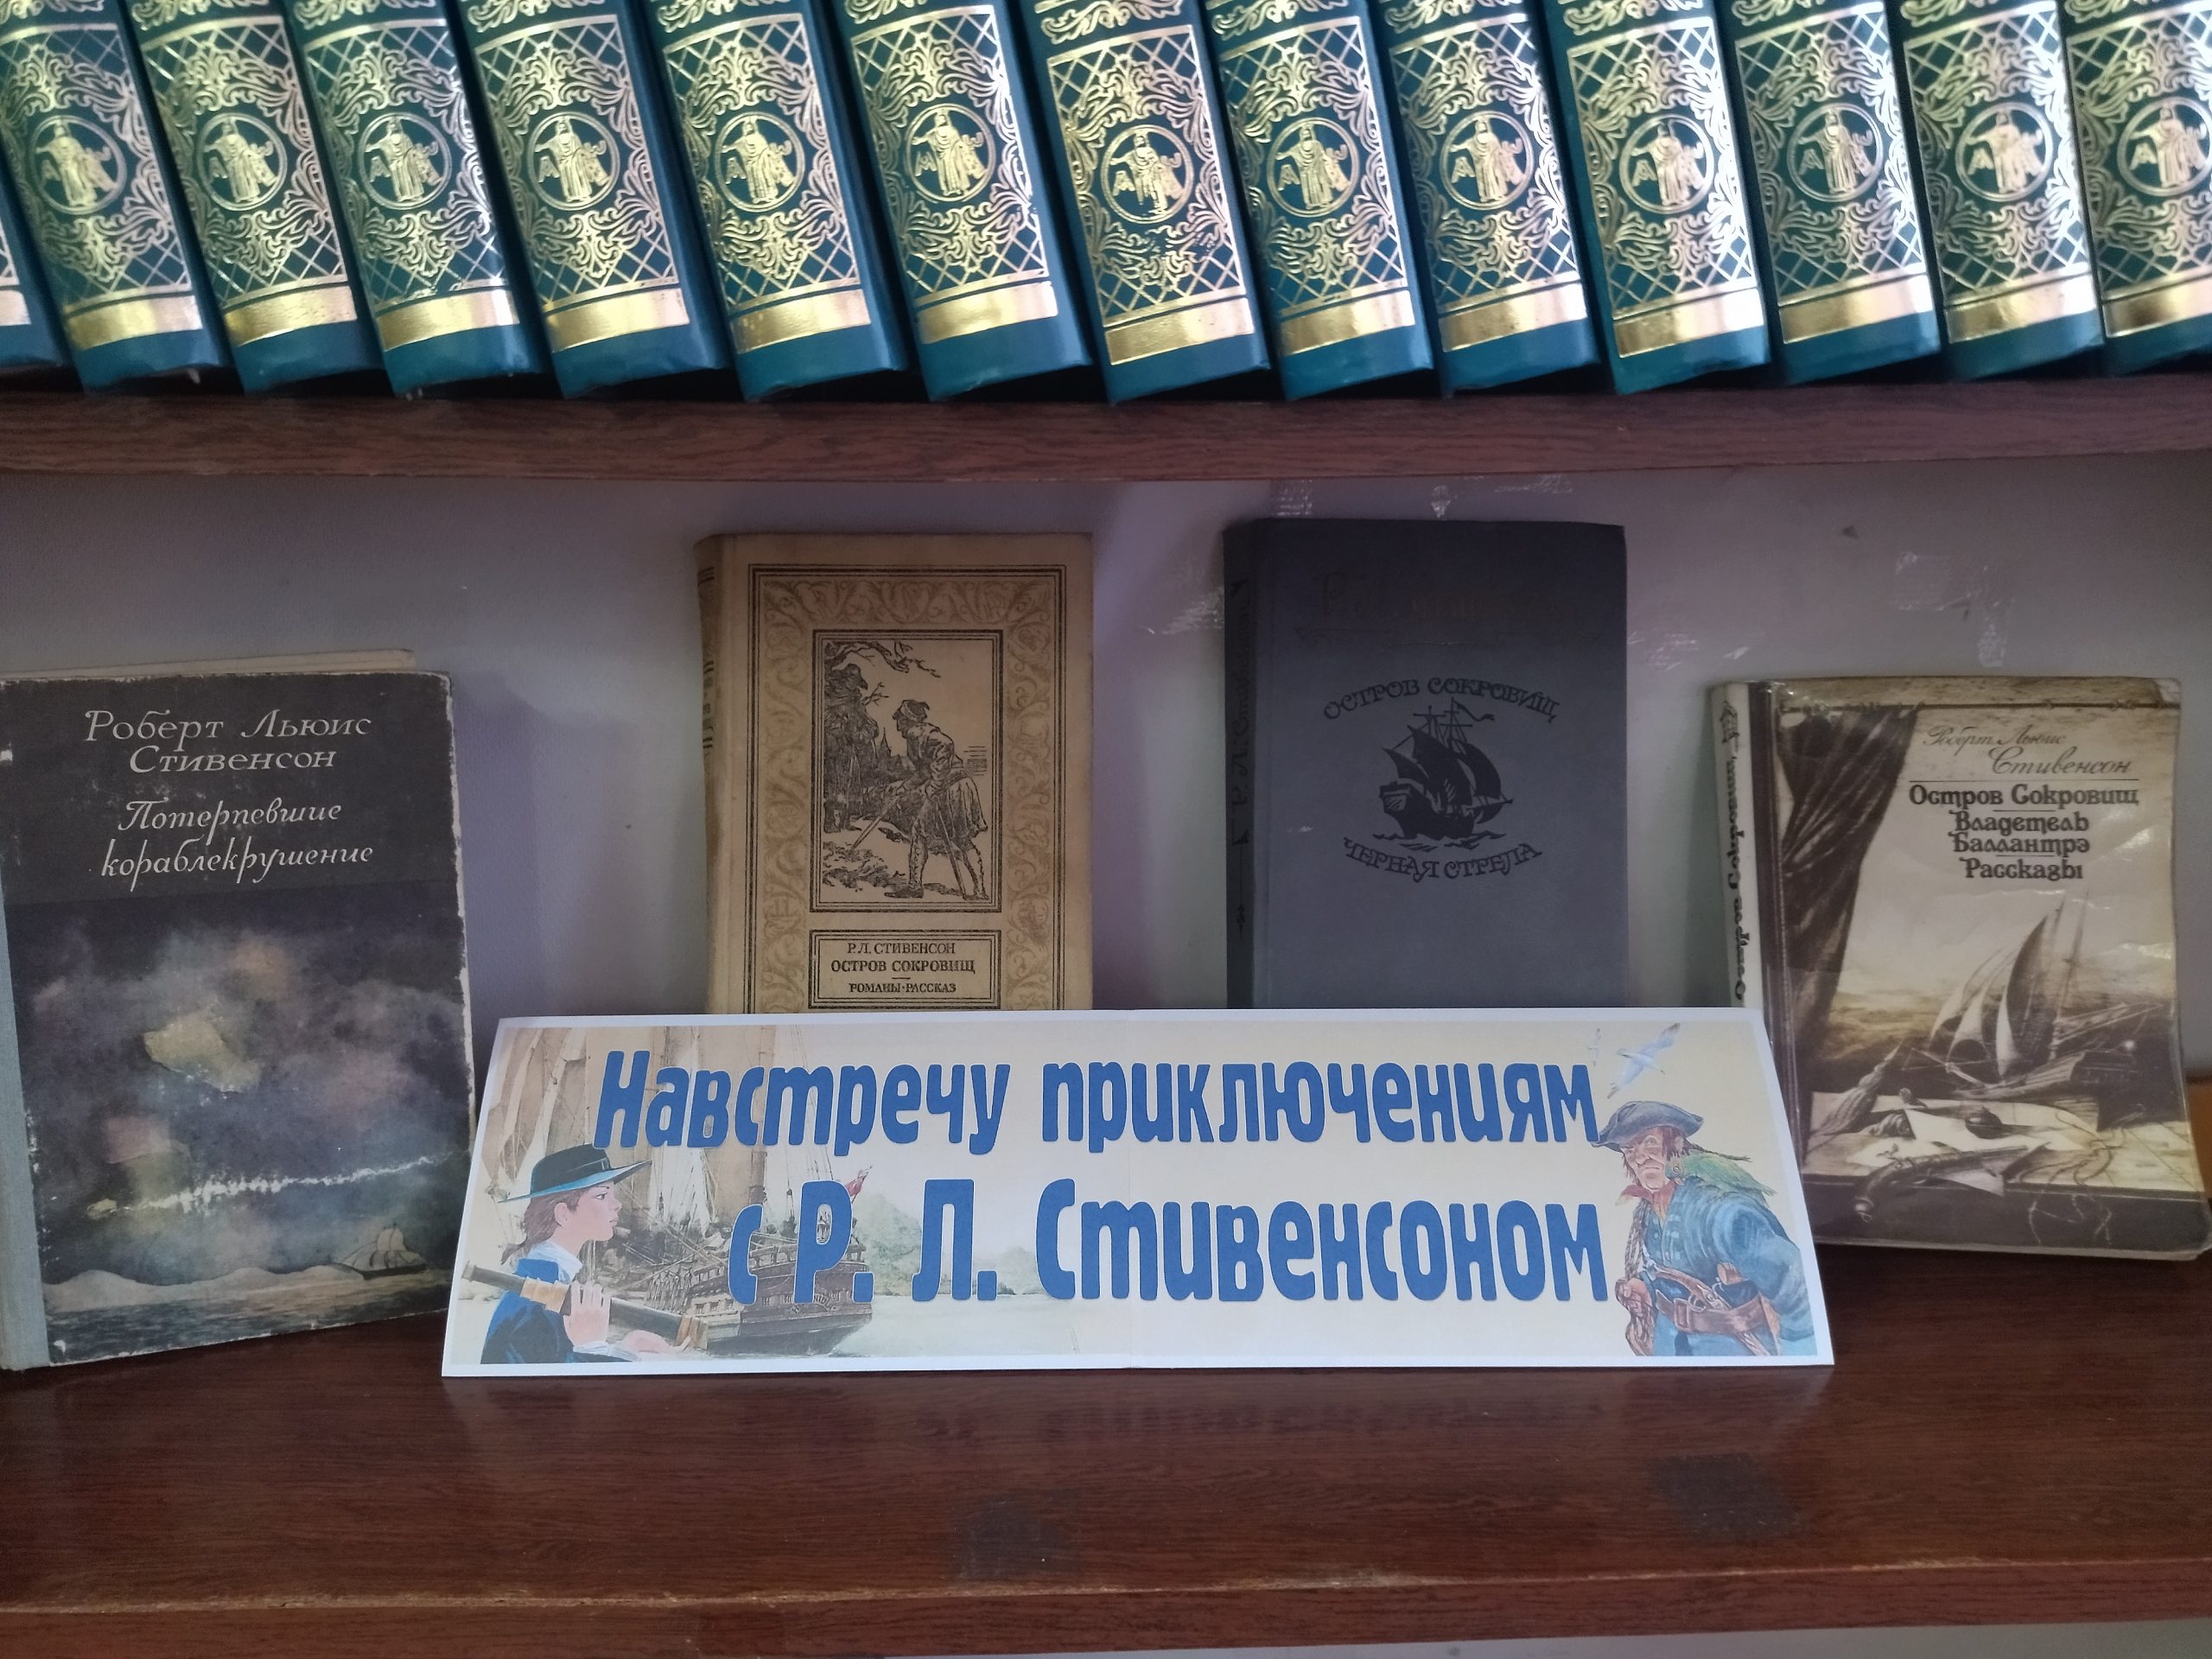 Роберт Льюис
Стивенсон
Потерпевшие
кораблекрушение
Р.Л. СТИВЕНСОН
ОСТРОВ СОКРОВИЩ
РОМАНЫ·РАССКАЗ
ОСТРОВ СОКРОВИЩ
ЧЕРНАЯ СТРЕЛА
Роберт Льюис
Стивенсон
Остров Сокровищ
Владетель
Баллантрэ
Рассказы
Навстречу приключениям
с Р. Л. Стивенсоном